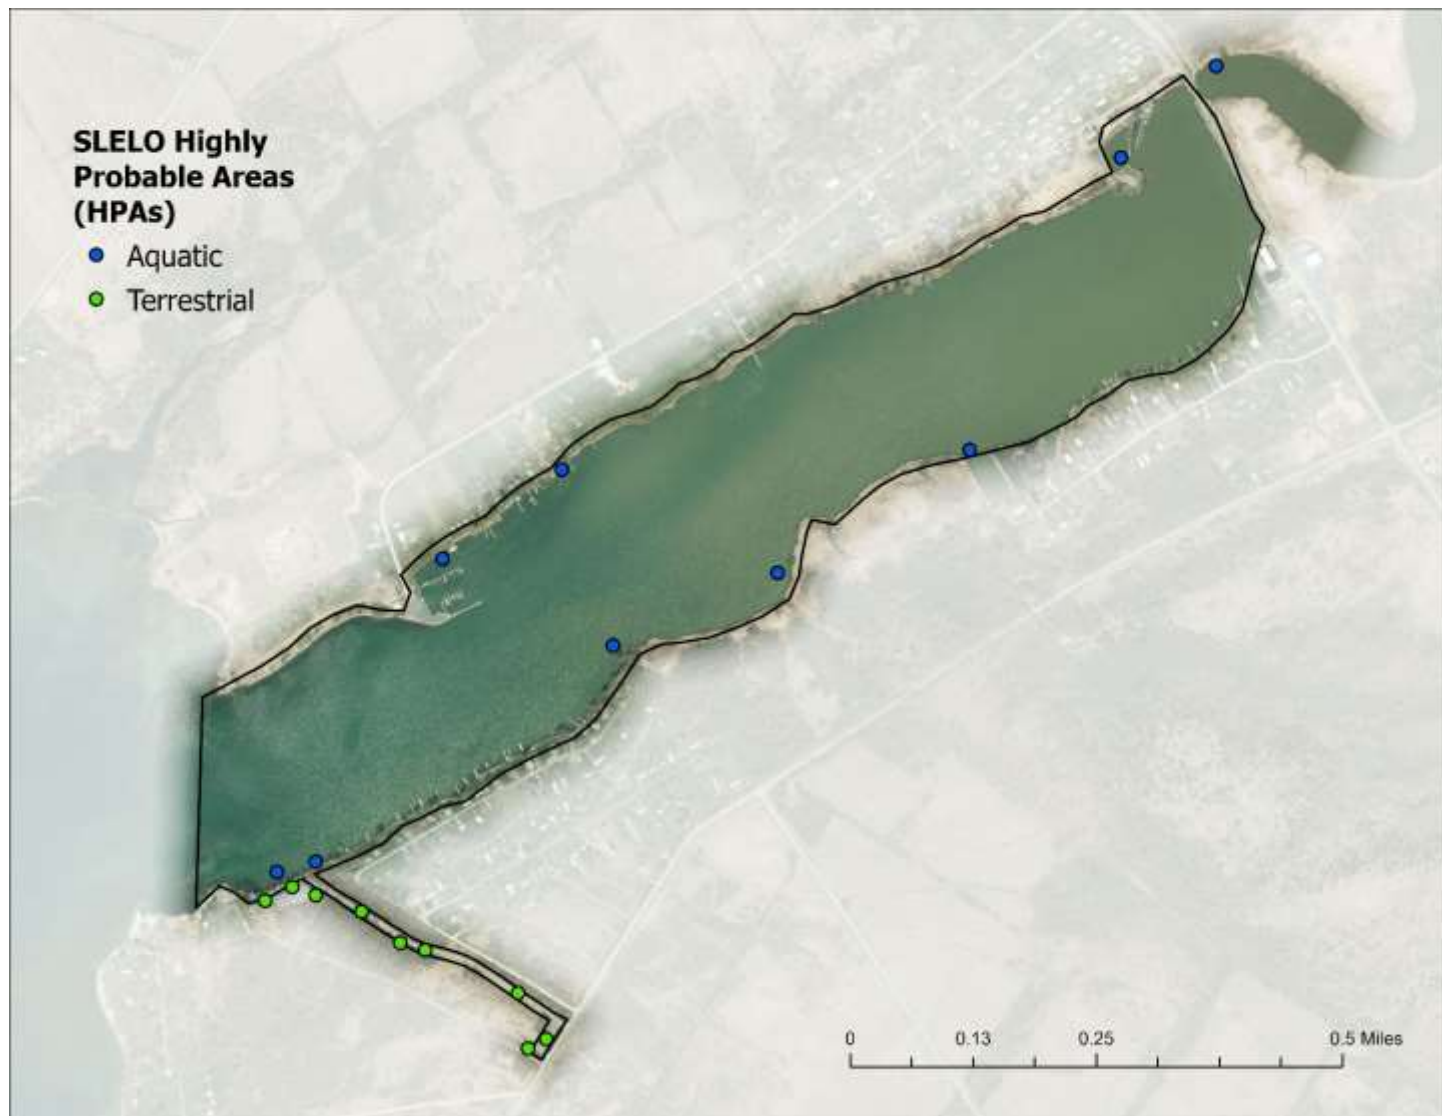 SLELO Highly
Probable Areas
(HPAs)
Aquatic
Terrestrial
0 0.13 0.25 0.5 Miles